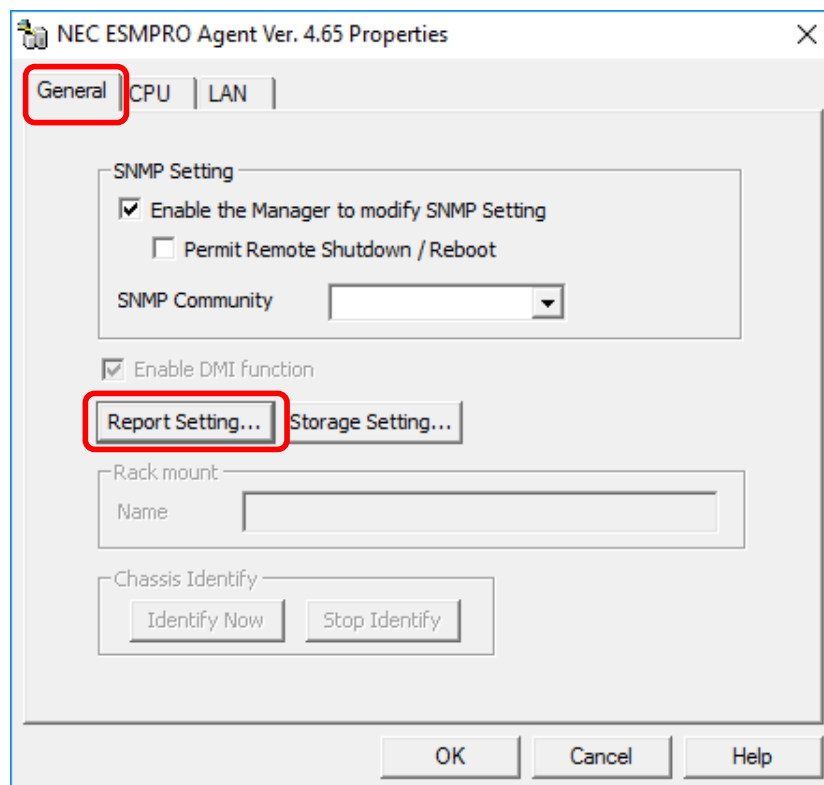 NEC ESMPRO Agent Ver. 4.65 Properties
General CPU LAN
SNMP Setting
Enable the Manager to modify SNMP Setting
Permit Remote Shutdown / Reboot
SNMP Community
Enable DMI function
Report Setting... Storage Setting...
Rack mount
Name
Chassis Identify
Identify Now Stop Identify
OK Cancel Help